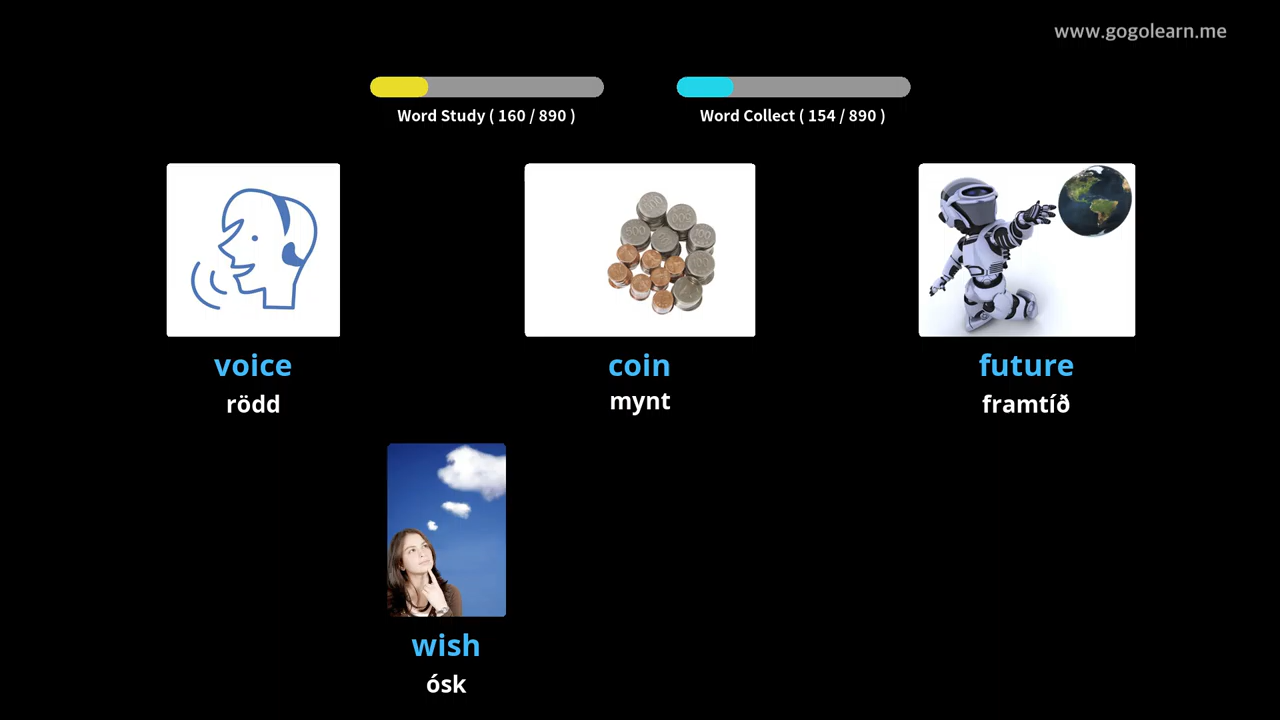 www.gogolearn.me
Word Study ( 160 / 890 )
Word Collect ( 154 / 890 )
voice
rödd
coin
mynt
future
framtíð
wish
ósk